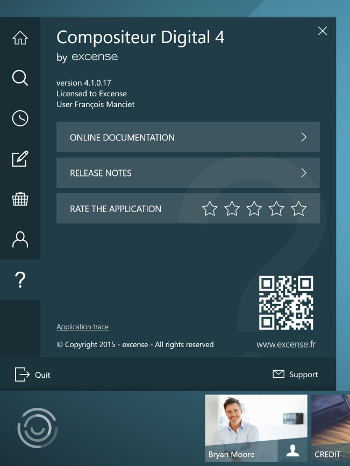 Compositeur Digital 4
by excense
version 4.1.0.17
Licensed to Excense
User François Manciet
ONLINE DOCUMENTATION
RELEASE NOTES
RATE THE APPLICATION
?
Application trace
© Copyright 2015 - excense - All rights reserved
www.excense.fr
Quit
Support
Bryan Moore
CREDIT